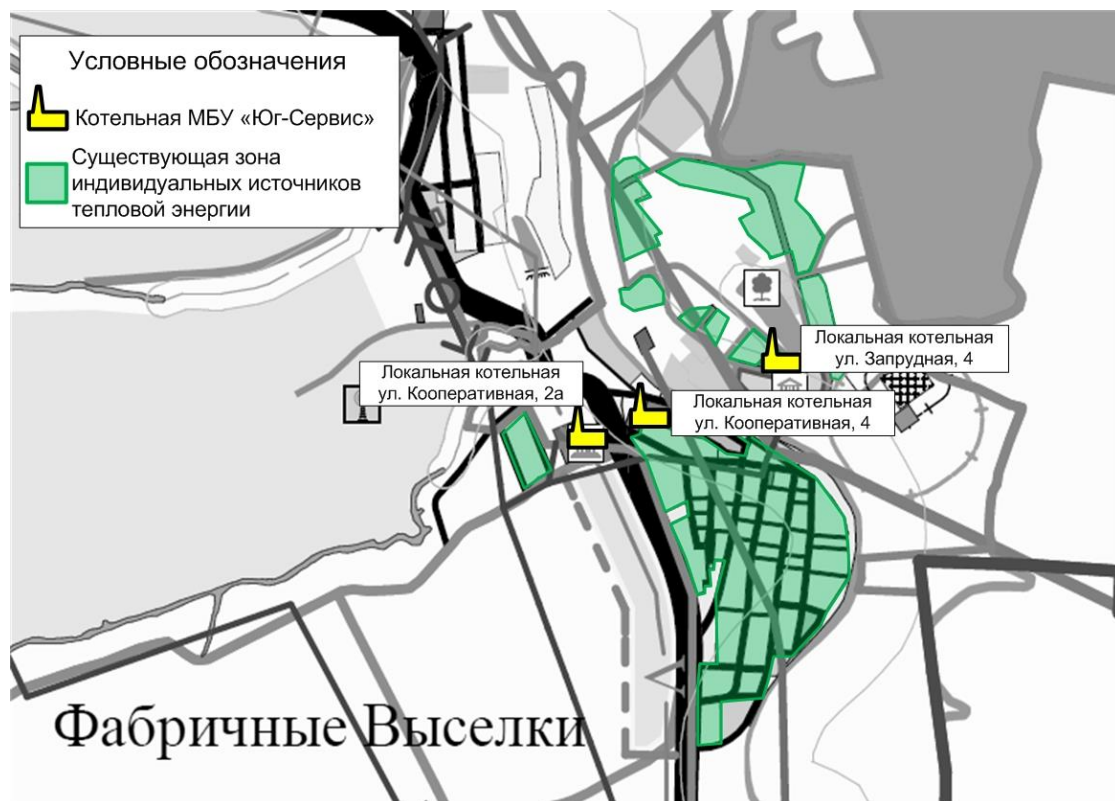 Условные обозначения
Котельная МБУ «Юг-Сервис»
Существующая зона
индивидуальных источников
тепловой энергии
Локальная котельная
ул. Запрудная, 4
Локальная котельная
ул. Кооперативная, 2а
Локальная котельная
ул. Кооперативная, 4
Фабричные Выселки